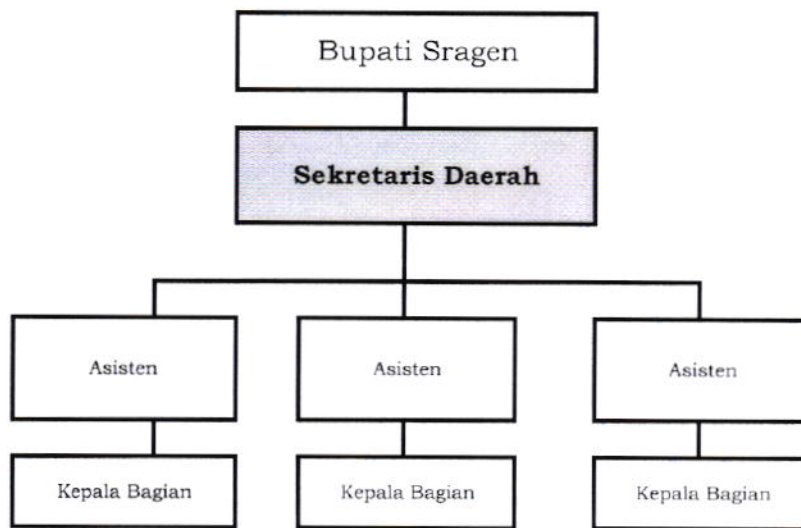 Bupati Sragen
Sekretaris Daerah
Asisten
Asisten
Asisten
Kepala Bagian
Kepala Bagian
Kepala Bagian